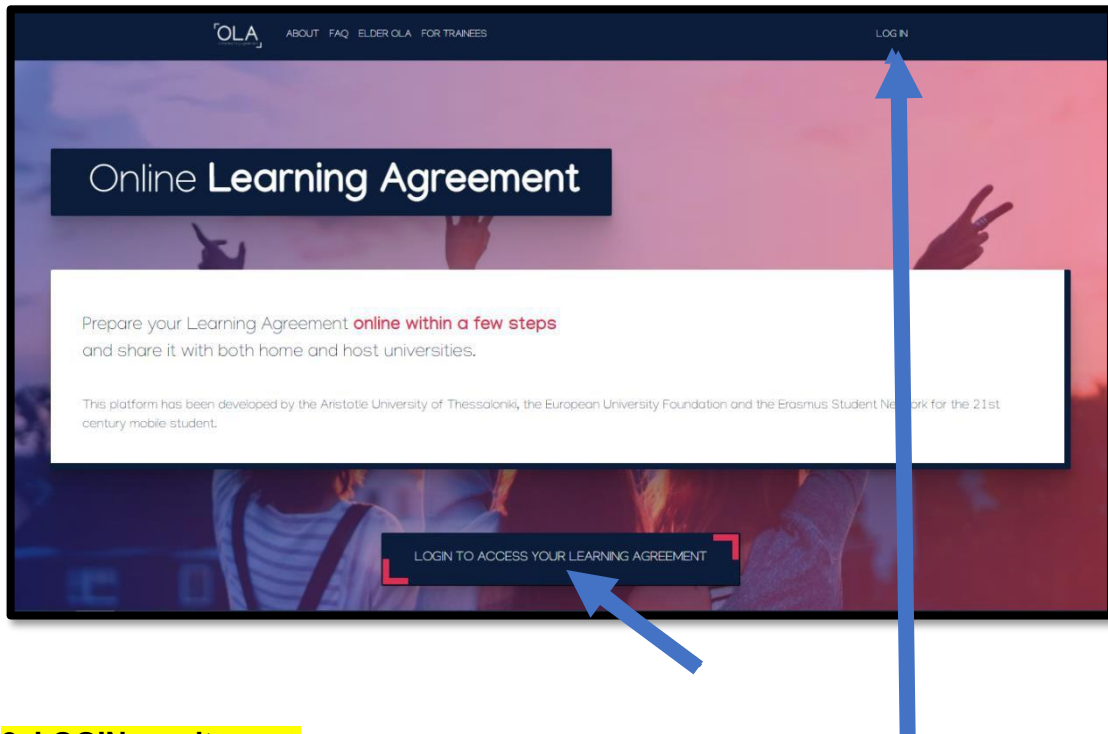 OLA
ABOUT FAQ ELDER OLA FOR TRAINEES
LOG IN
Online Learning Agreement
Prepare your Learning Agreement online within a few steps
and share it with both home and host universities.
This platform has been developed by the Aristotle University of Thessaloniki, the European University Foundation and the Erasmus Student Network for the 21st
century mobile student.
LOGIN TO ACCESS YOUR LEARNING AGREEMENT
LOGIN